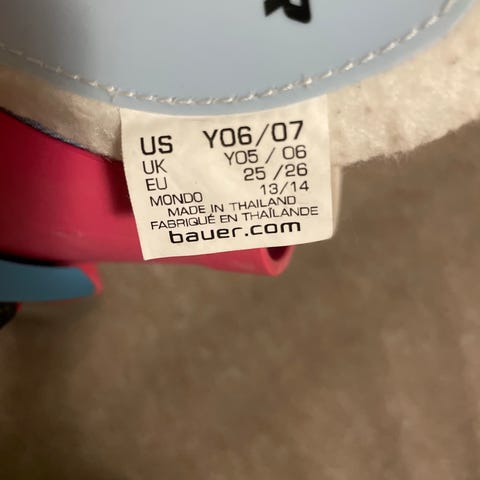 R
US Y06/07
UK Y05 / 06
EU 25 / 26
MONDO 13/14
MADE IN THAILAND
FABRIQUÉ EN THAÏLANDE
bauer.com